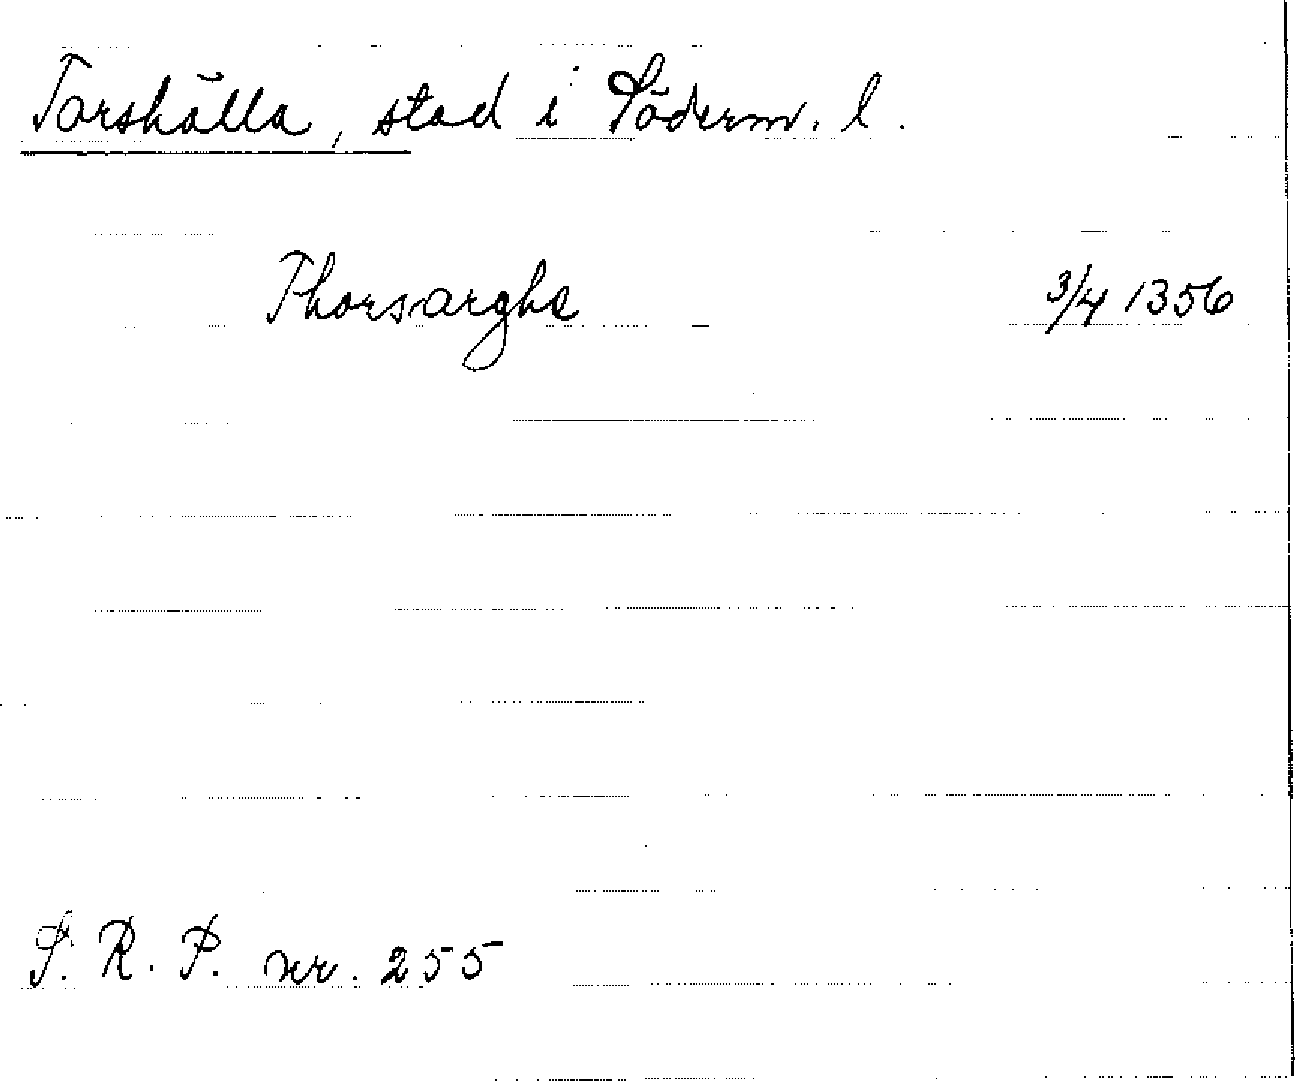 Torshälla, stad i Söderm. l.
Thorsarghe 3/4 1356
S. R. P. nr. 255